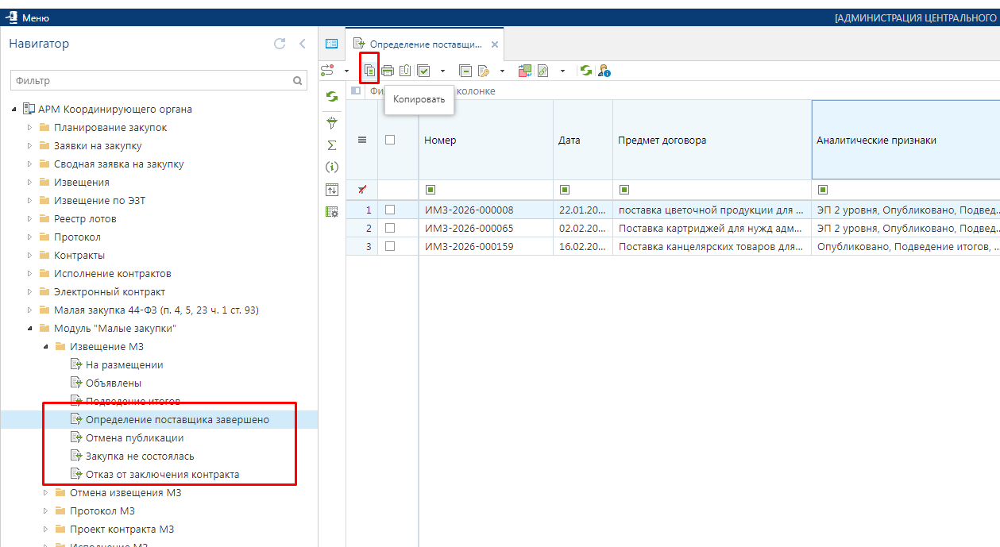 Меню
[АДМИНИСТРАЦИЯ ЦЕНТРАЛЬНОГО
Навигатор
Фильтр
АРМ Координирующего органа
Планирование закупок
Заявки на закупку
Сводная заявка на закупку
Извещения
Извещение по ЭЗТ
Реестр лотов
Протокол
Контракты
Исполнение контрактов
Электронный контракт
Малая закупка 44-ФЗ (п. 4, 5, 23 ч. 1 ст. 93)
Модуль "Малые закупки"
Извещение МЗ
На размещении
Объявлены
Подведение итогов
Определение поставщика завершено
Отмена публикации
Закупка не состоялась
Отказ от заключения контракта
Отмена извещения МЗ
Протокол МЗ
Проект контракта МЗ
Исполнение МЗ
Определение поставщи...
Копировать
Фи колонке
Номер Дата Предмет договора Аналитические признаки
1 ИМЗ-2026-000008 22.01.20... поставка цветочной продукции для ... ЭП 2 уровня, Опубликовано, Подвед...
2 ИМЗ-2026-000065 02.02.20... Поставка картриджей для нужд адм... ЭП 2 уровня, Опубликовано, Подвед...
3 ИМЗ-2026-000159 16.02.20... Поставка канцелярских товаров для... Опубликовано, Подведение итогов, ...